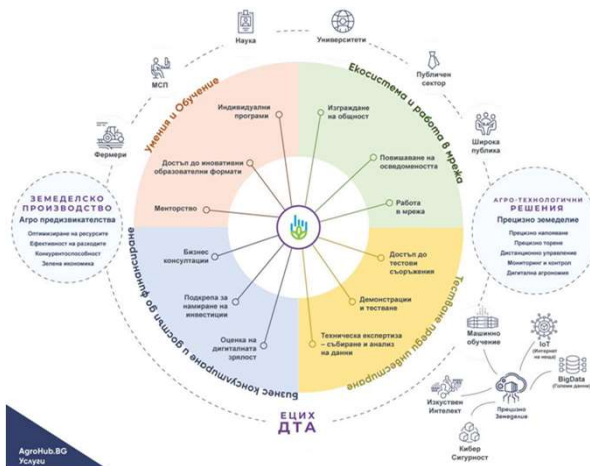 Наука
Университети
МСП
Публичен
сектор
Фермери
Широка
публика
Умения и Обучение
Екосистема и работа в мрежа
Индивидуални
програми
Изграждане
на общност
Достъп до иновативни
образователни формати
Повишаване на
осведомеността
Менторство
Работа
в мрежа
ЗЕМЕДЕЛСКО
ПРОИЗВОДСТВО
Агро предизвикателства
Оптимизиране на ресурсите
Ефективност на разходите
Конкурентоспособност
Зелена икономика
АГРО-ТЕХНОЛОГИЧНИ
РЕШЕНИЯ
Прецизно земеделие
Прецизно напояване
Прецизно торене
Дистанционно управление
Мониторинг и контрол
Дигитална агрономия
Бизнес
консултации
Достъп до
тестови
съоръжения
Подкрепа за
намиране на
инвестиции
Демонстрации
и тестване
Оценка на
дигиталната
зрялост
Техническа експертиза
– събиране и анализ
на данни
Бизнес консултиране и достъп до финансиране
Тестване преди инвестиране
ЕЦИХ
ДТА
Машинно
обучение
IoT
(Интернет
на неща)
BigData
(Големи данни)
Изкуствен
Интелект
Прецизно
Земеделие
Кибер
Сигурност
AgroHub.BG
Услуги